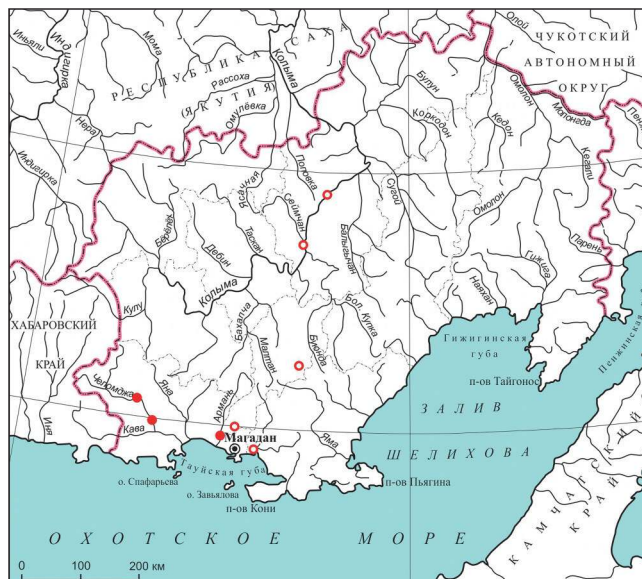 Олой
ЧУКОТСКИЙ
АВТОНОМНЫЙ
ОКРУГ
Иньяли
Индигирка
Мома
РЕСПУБЛИКА САХА
(ЯКУТИЯ)
Рассоха
Колыма
Омулёвка
Булун
Коркодон
Омолон
Кедон
Молонгда
Нера
Индигирка
Ясачная
Поповка
Сеймчан
Сугой
Омолон
Кегали
Парень
Берелёх
Дебин
Таскан
Балыгычан
Гижига
Наяхан
Колыма
Кулу
Бахапча
Малтан
Буюнда
Бол. Купка
Гижигинская
губа
Пенжинская губа
п-ов Тайгонос
ХАБАРОВСКИЙ
КРАЙ
Челомджа
Яна
Армань
Кава
Иня
Магадан
Яма
ЗАЛИВ
ШЕЛИХОВА
Тауйская губа
о. Спафарьева
о. Завьялова
п-ов Кони
п-ов Пьягина
КАМЧАТСКИЙ
КРАЙ
ОХОТСКОЕ МОРЕ
0 100 200 км